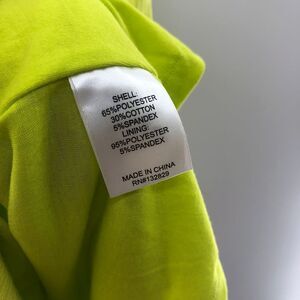 SHELL:
65%POLYESTER
30%COTTON
5%SPANDEX
LINING:
95%POLYESTER
5%SPANDEX
MADE IN CHINA
RN#132829